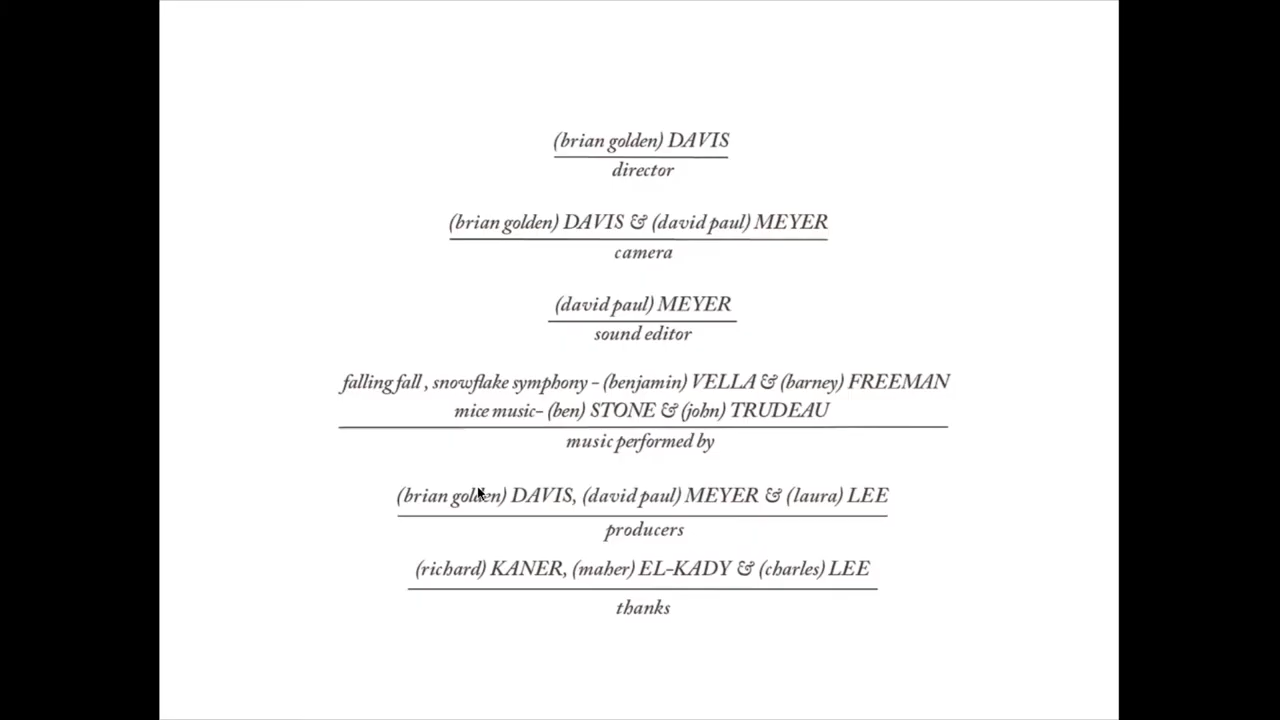 (brian golden) DAVIS
director
(brian golden) DAVIS & (david paul) MEYER
camera
(david paul) MEYER
sound editor
falling fall , snowflake symphony - (benjamin) VELLA & (barney) FREEMAN
mice music- (ben) STONE & (john) TRUDEAU
music performed by
(brian golden) DAVIS, (david paul) MEYER & (laura) LEE
producers
(richard) KANER, (maher) EL-KADY & (charles) LEE
thanks